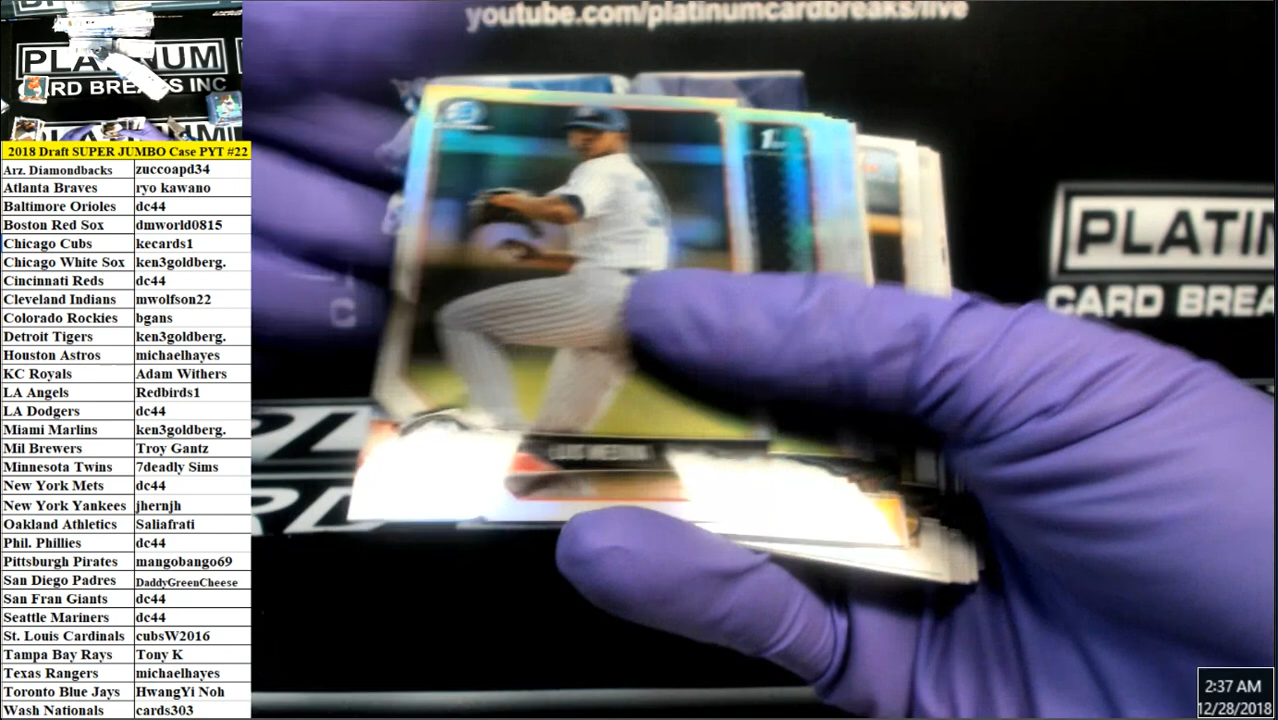 youtube.com/platinumcardbreaks/live
PLATINUM
CARD BREAKS INC
2018 Draft SUPER JUMBO Case PYT #22
Arz. Diamondbacks zuccoapd34
Atlanta Braves ryo kawano
Baltimore Orioles dc44
Boston Red Sox dmworld0815
Chicago Cubs kecards1
Chicago White Sox ken3goldberg.
Cincinnati Reds dc44
Cleveland Indians mwolfson22
Colorado Rockies bgans
Detroit Tigers ken3goldberg.
Houston Astros michaelhayes
KC Royals Adam Withers
LA Angels Redbirds1
LA Dodgers dc44
Miami Marlins ken3goldberg.
Mil Brewers Troy Gantz
Minnesota Twins 7deadly Sims
New York Mets dc44
New York Yankees jhernjh
Oakland Athletics Saliafrati
Phil. Phillies dc44
Pittsburgh Pirates mangobango69
San Diego Padres DaddyGreenCheese
San Fran Giants dc44
Seattle Mariners dc44
St. Louis Cardinals cubsW2016
Tampa Bay Rays Tony K
Texas Rangers michaelhayes
Toronto Blue Jays HwangYi Noh
Wash Nationals cards303
1st
PLATIN
CARD BREA
LUIS MEDINA
PL
RD
2:37 AM
12/28/2018